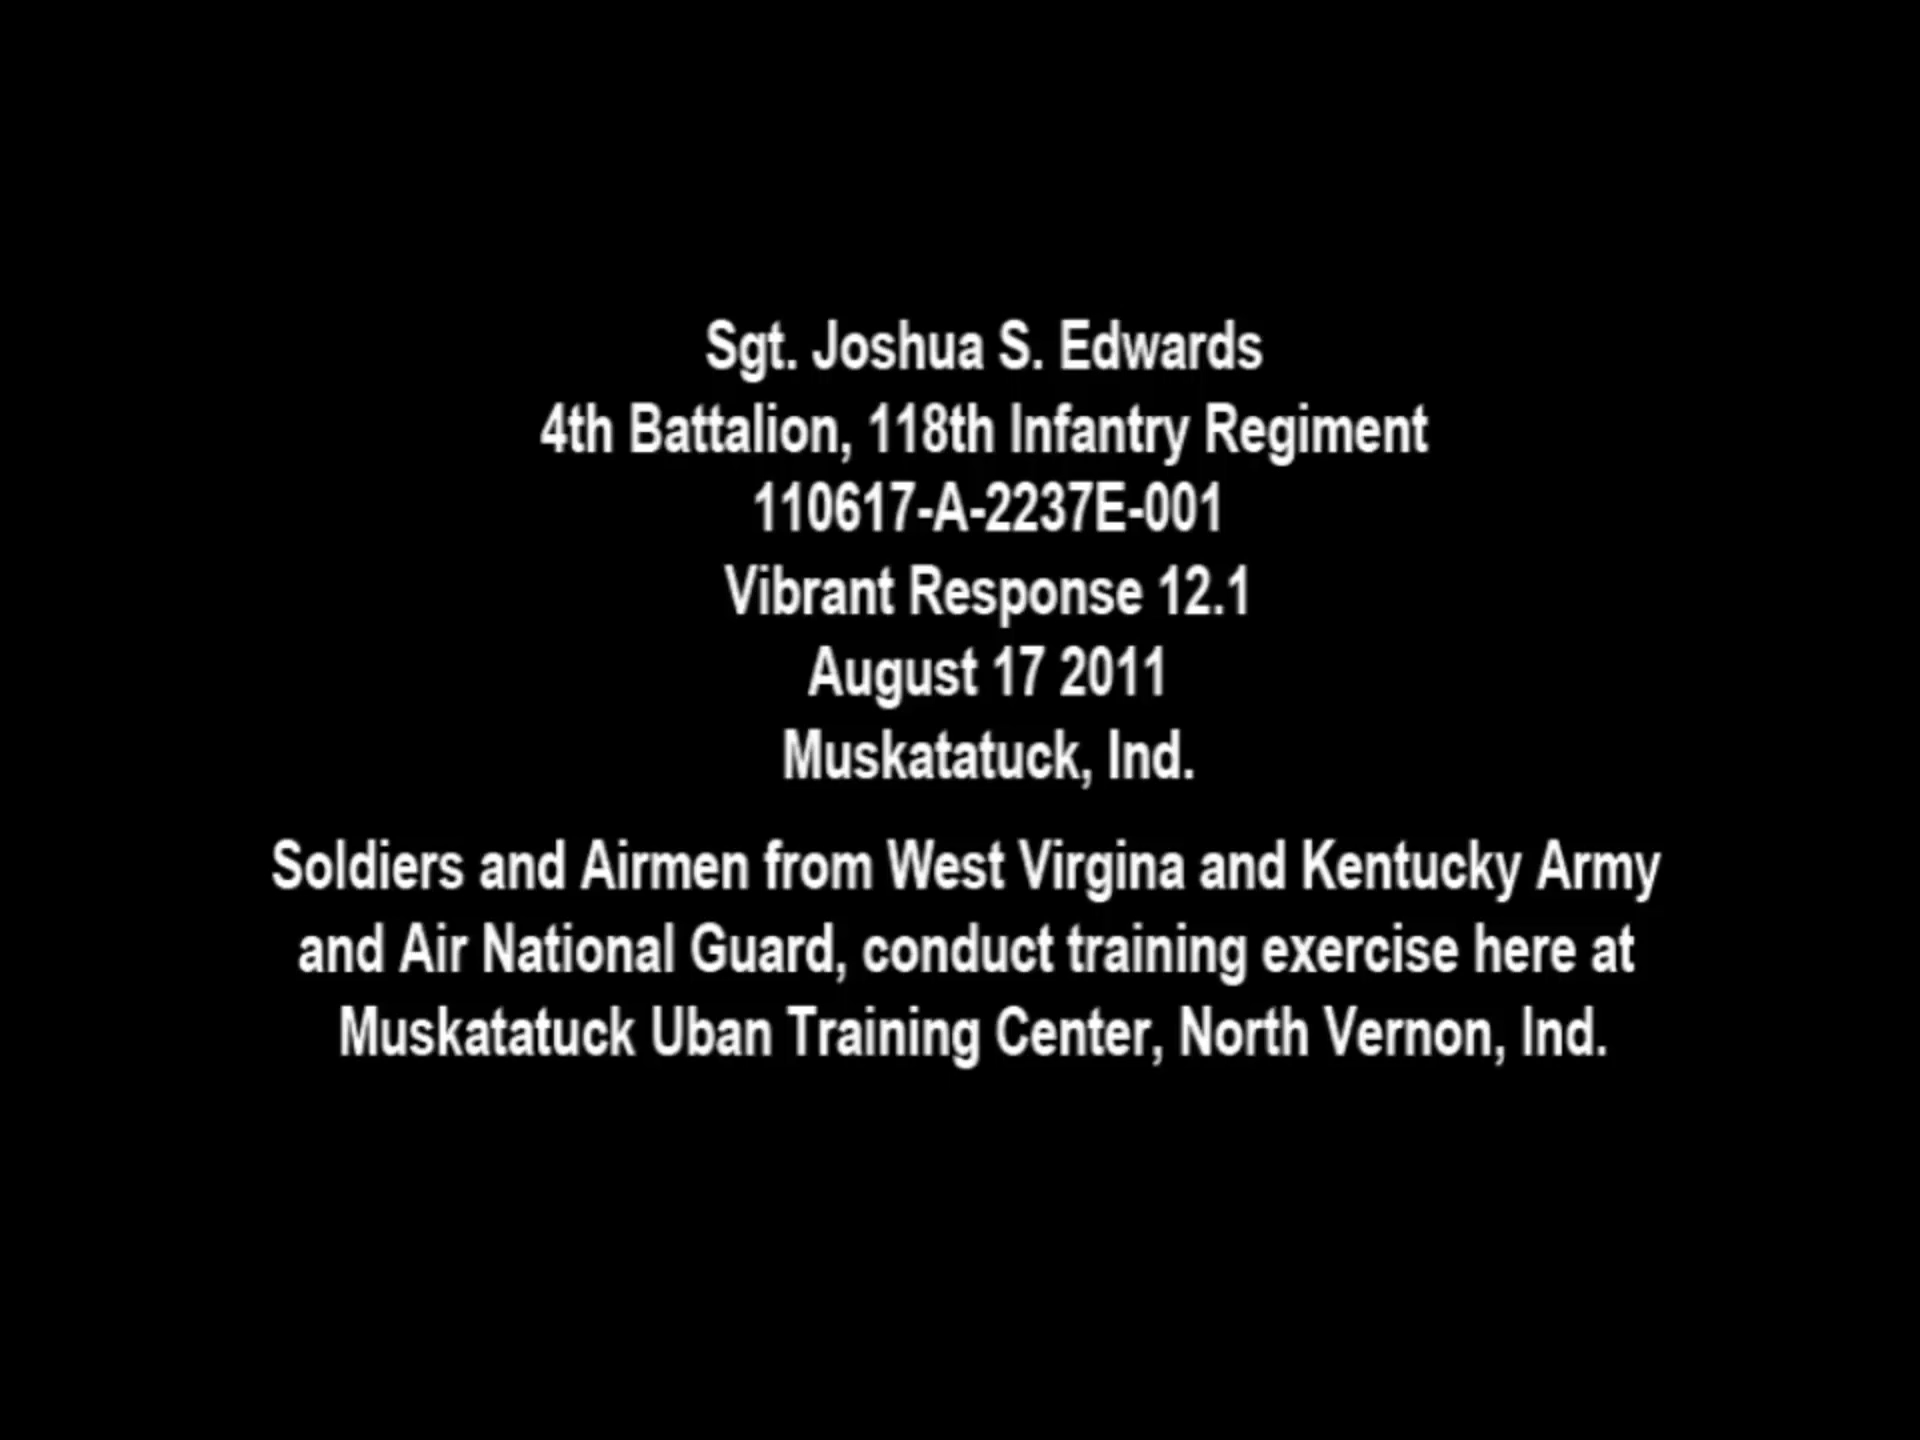 Sgt. Joshua S. Edwards
4th Battalion, 118th Infantry Regiment
110617-A-2237E-001
Vibrant Response 12.1
August 17 2011
Muskatatuck, Ind.
Soldiers and Airmen from West Virgina and Kentucky Army
and Air National Guard, conduct training exercise here at
Muskatatuck Uban Training Center, North Vernon, Ind.